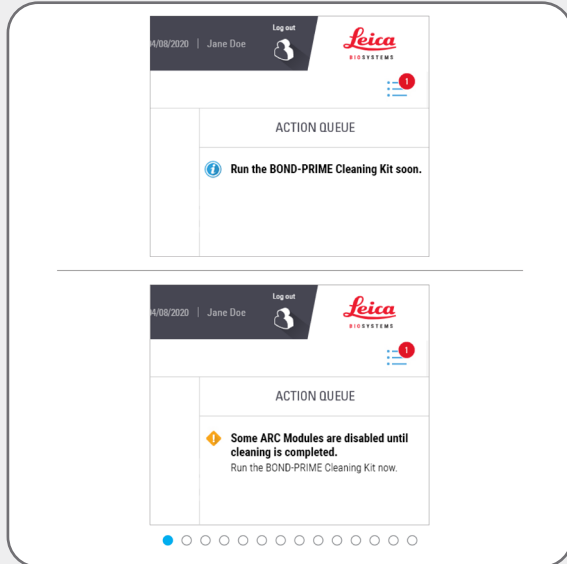 Log out
04/08/2020 | Jane Doe
Leica
BIOSYSTEMS
1
ACTION QUEUE
Run the BOND-PRIME Cleaning Kit soon.
Log out
04/08/2020 | Jane Doe
Leica
BIOSYSTEMS
1
ACTION QUEUE
Some ARC Modules are disabled until
cleaning is completed.
Run the BOND-PRIME Cleaning Kit now.